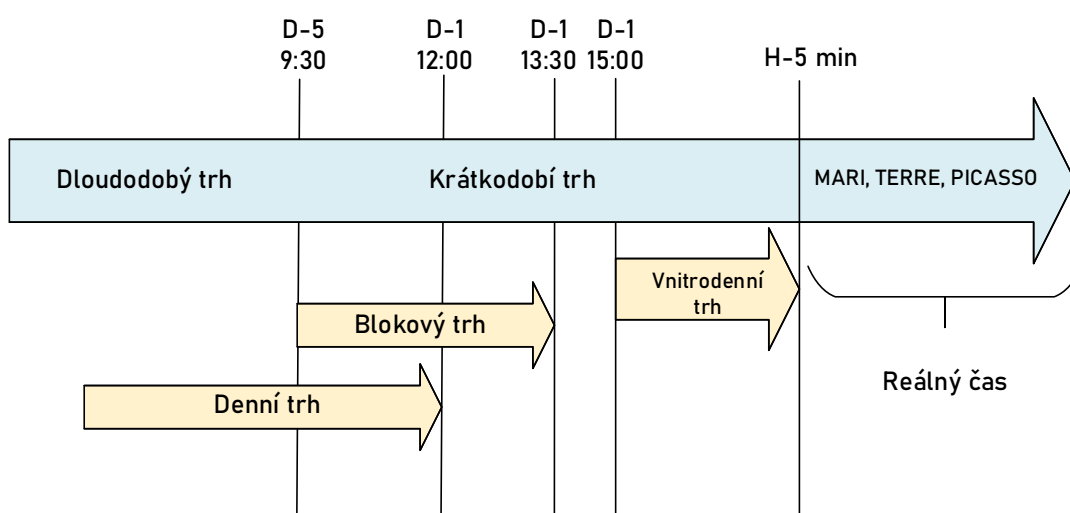 D-5
9:30
D-1
12:00
D-1
13:30
D-1
15:00
H-5 min
Dloudodobý trh
Krátkodobí trh
MARI, TERRE, PICASSO
Vnitrodenní
trh
Blokový trh
Reálný čas
Denní trh